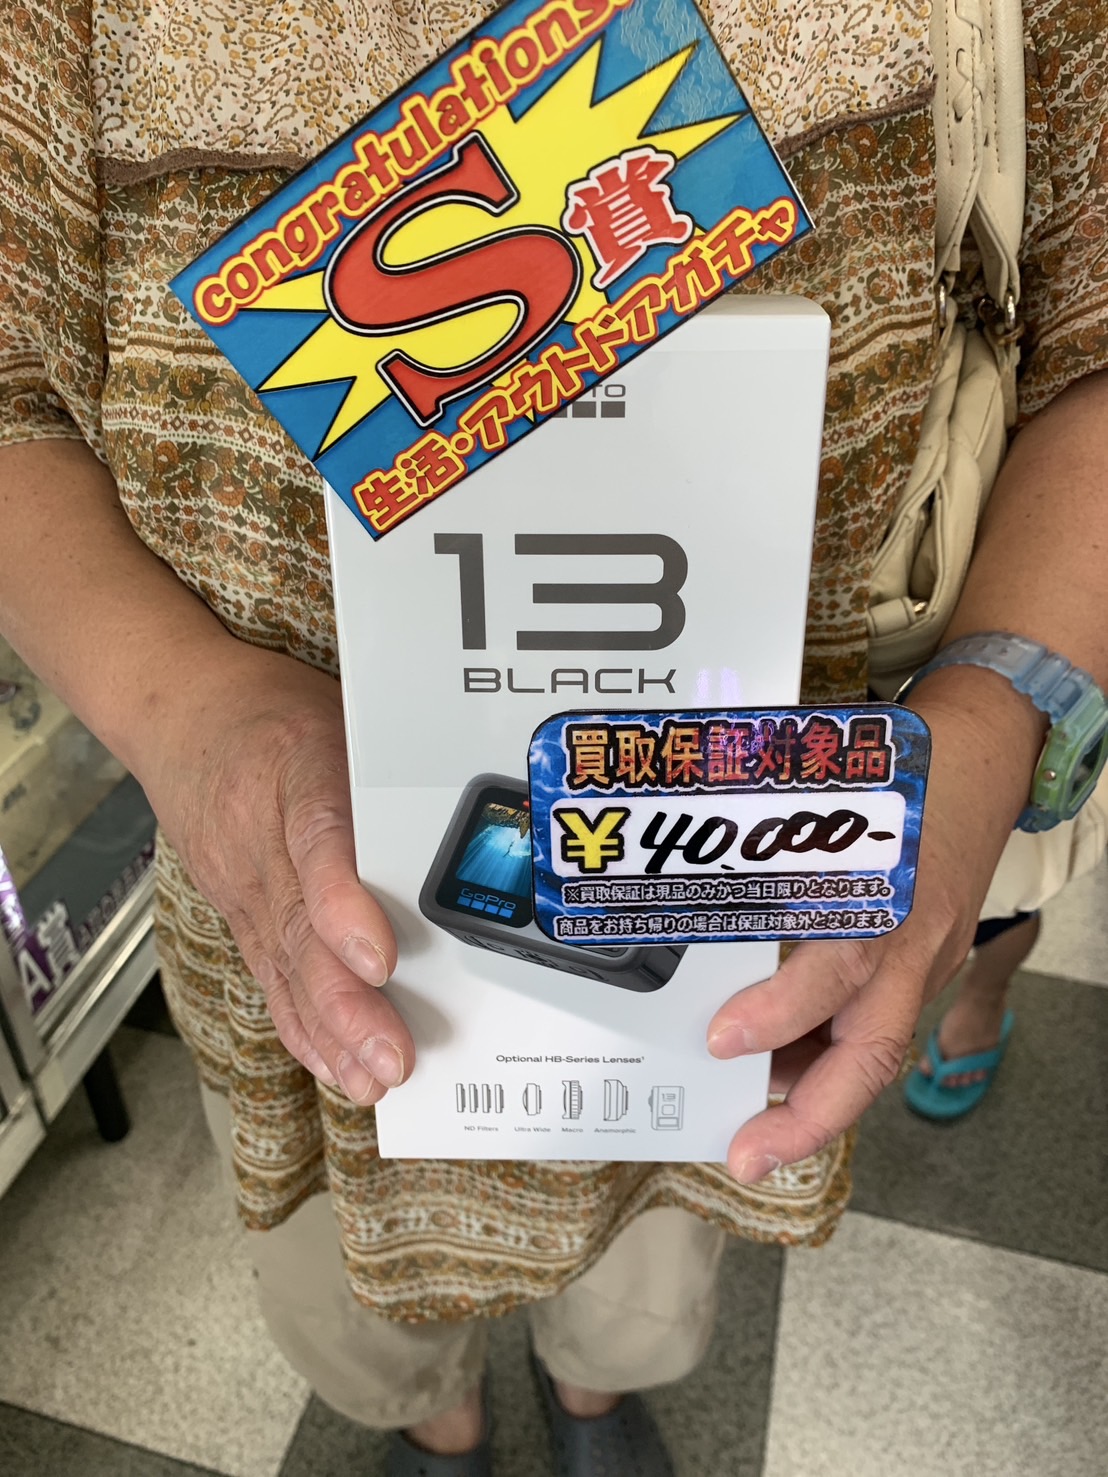 congratulations!
S賞
生活・アウトドアガチャ
13
BLACK
買取保証対象品
¥40,000-
※買取保証は現品のみかつ当日限りとなります。
商品をお持ち帰りの場合は保証対象外となります。
GoPro
Optional HB-Series Lenses¹
ND Filters Ultra Wide Macro Anamorphic
13